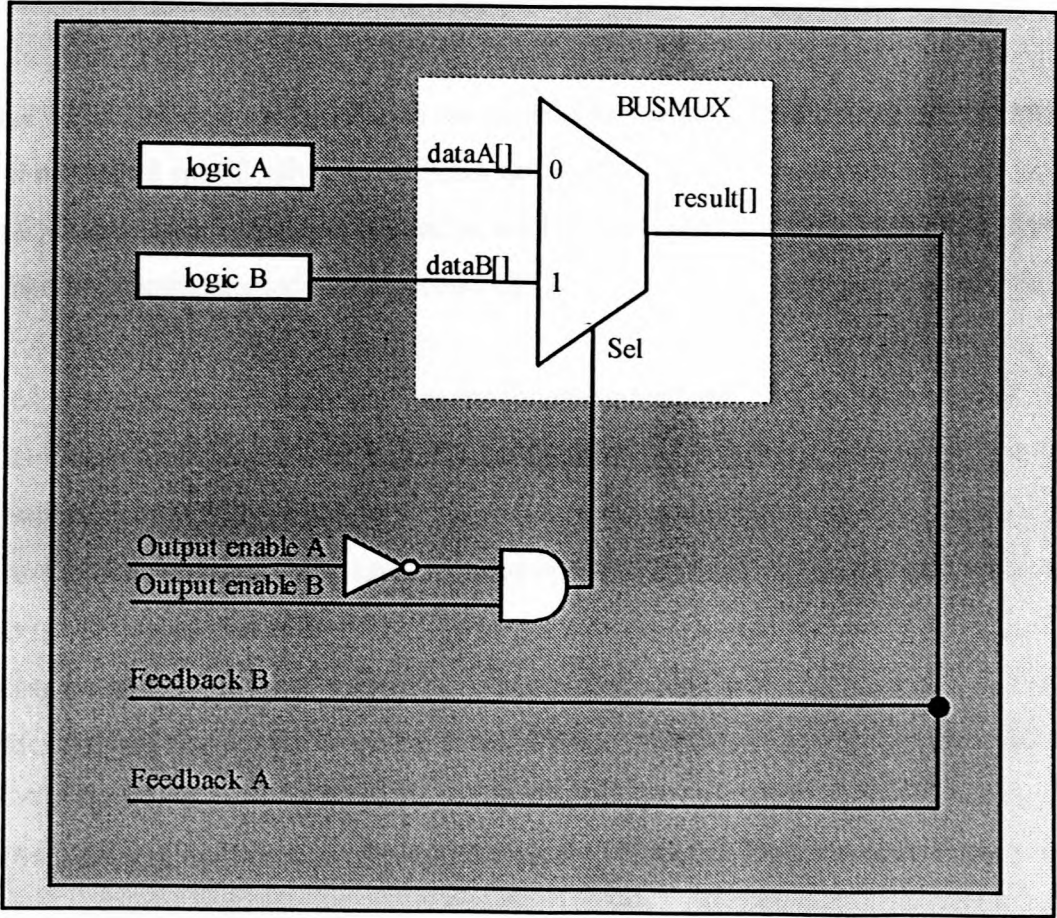 BUSMUX
logic A
dataA[]
0
result[]
logic B
dataB[]
1
Sel
Output enable A
Output enable B
Feedback B
Feedback A